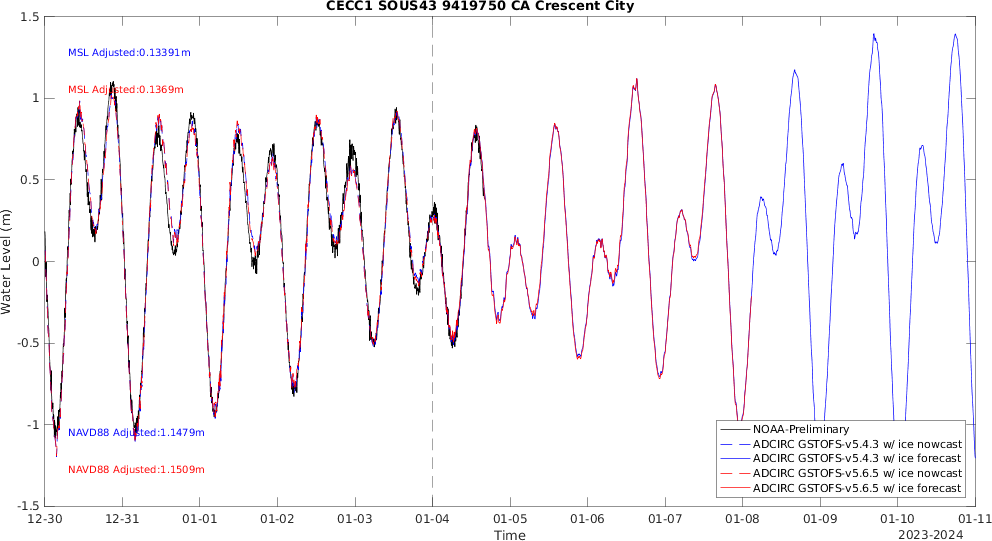 CECC1 SOUS43 9419750 CA Crescent City
1.5
MSL Adjusted:0.13391m
1
MSL Adjusted:0.1369m
0.5
Water Level (m)
0
-0.5
-1
NAVD88 Adjusted:1.1479m
NAVD88 Adjusted:1.1509m
-1.5
NOAA-Preliminary
ADCIRC GSTOFS-v5.4.3 w/ ice nowcast
ADCIRC GSTOFS-v5.4.3 w/ ice forecast
ADCIRC GSTOFS-v5.6.5 w/ ice nowcast
ADCIRC GSTOFS-v5.6.5 w/ ice forecast
12-30 12-31 01-01 01-02 01-03 01-04 01-05 01-06 01-07 01-08 01-09 01-10 01-11
Time
2023-2024